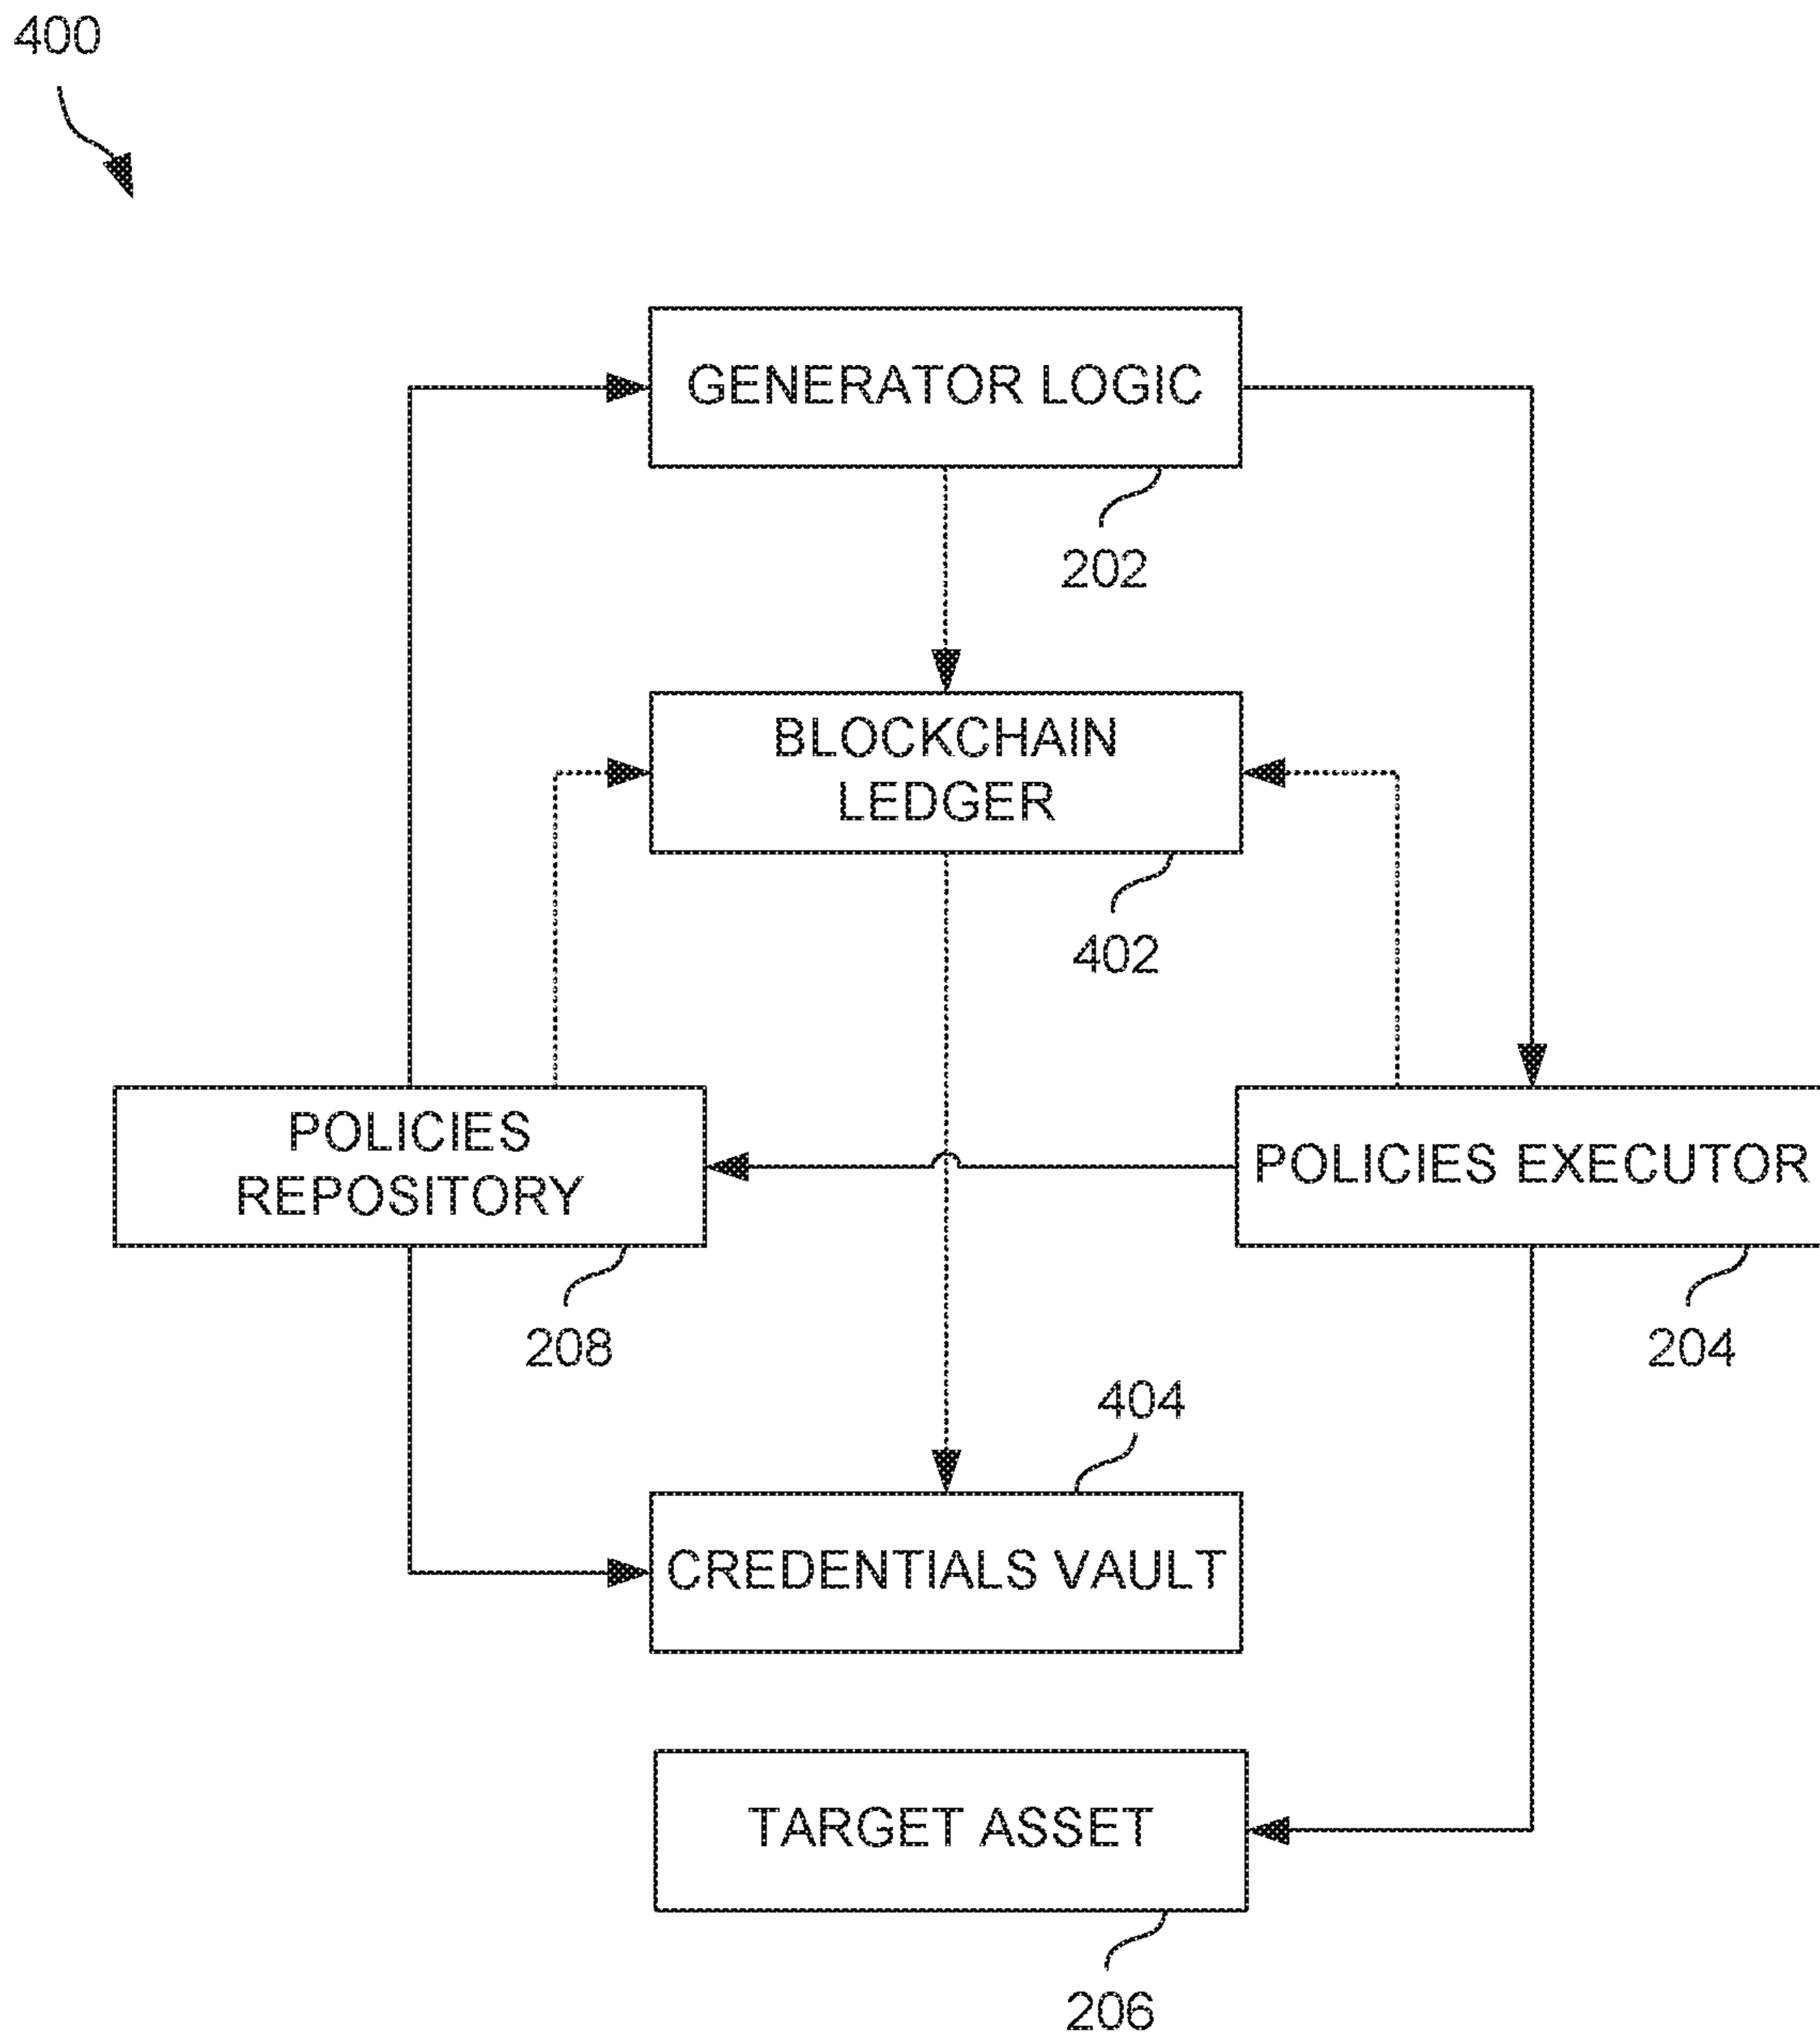 400
GENERATOR LOGIC
202
BLOCKCHAIN
LEDGER
402
POLICIES
REPOSITORY
208
POLICIES EXECUTOR
204
404
CREDENTIALS VAULT
TARGET ASSET
206